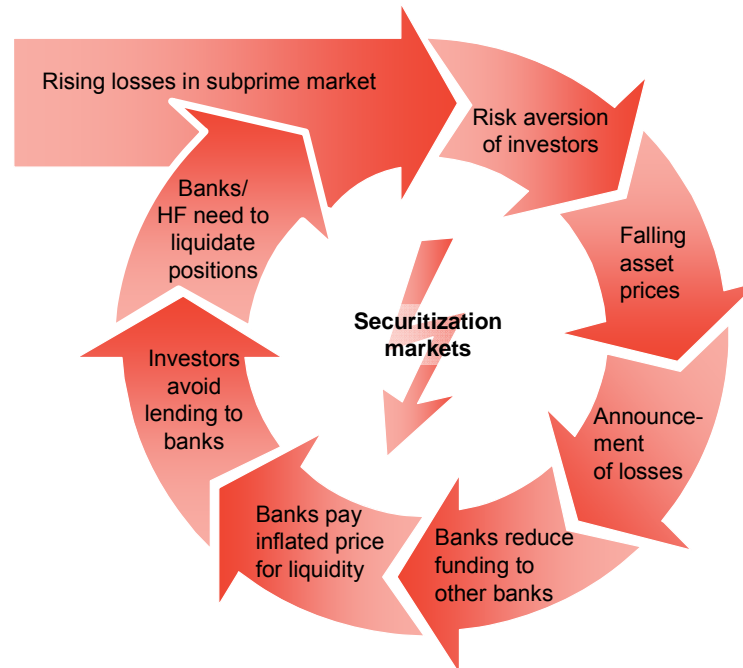 Rising losses in subprime market
Risk aversion
of investors
Falling
asset
prices
Announce-
ment
of losses
Banks reduce
funding to
other banks
Banks pay
inflated price
for liquidity
Investors
avoid
lending to
banks
Banks/
HF need to
liquidate
positions
Securitization
markets